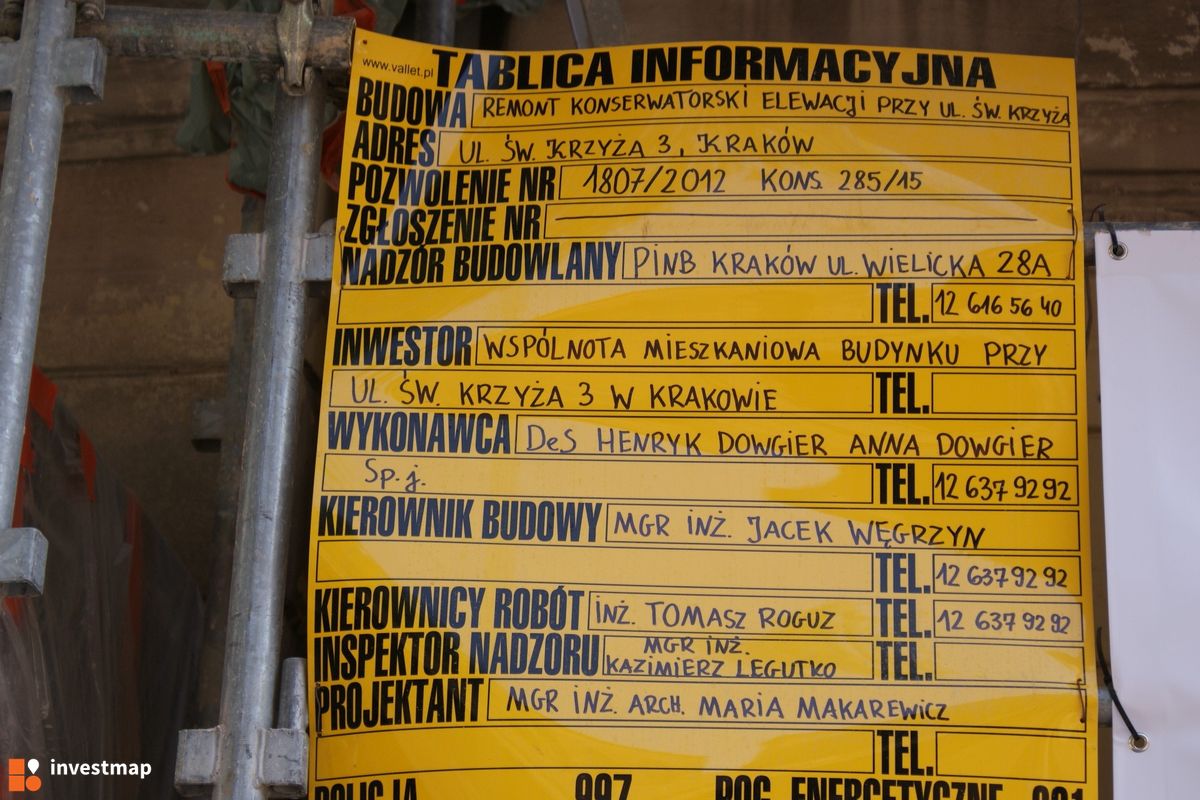 www.vallet.pl TABLICA INFORMACYJNA
BUDOWA REMONT KONSERWATORSKI ELEWACJI PRZY UL. ŚW. KRZYŻA
ADRES UL. ŚW. KRZYŻA 3, KRAKÓW
POZWOLENIE NR 1807/2012 KONS. 285/15
ZGŁOSZENIE NR
NADZÓR BUDOWLANY PINB KRAKÓW UL. WIELICKA 28A
TEL. 12 616 56 40
INWESTOR WSPÓLNOTA MIESZKANIOWA BUDYNKU PRZY
UL. ŚW. KRZYŻA 3 W KRAKOWIE TEL.
WYKONAWCA DeS HENRYK DOWGIER ANNA DOWGIER
Sp. j. TEL. 12 637 92 92
KIEROWNIK BUDOWY MGR INŻ. JACEK WĘGRZYN
TEL. 12 637 92 92
KIEROWNICY ROBÓT INŻ. TOMASZ ROGUZ TEL. 12 637 92 92
INSPEKTOR NADZORU MGR INŻ. KAZIMIERZ LEGUTKO TEL.
PROJEKTANT MGR INŻ. ARCH. MARIA MAKAREWICZ
TEL.
POLICJA 997 POG. ENERGETYCZNE 991
investmap